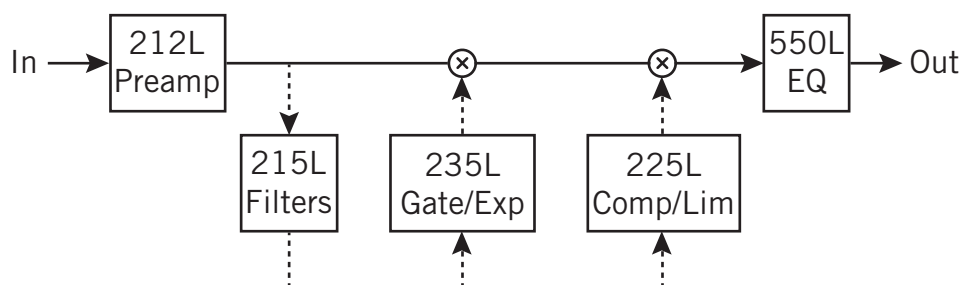 In
212L
Preamp
550L
EQ
Out
215L
Filters
235L
Gate/Exp
225L
Comp/Lim